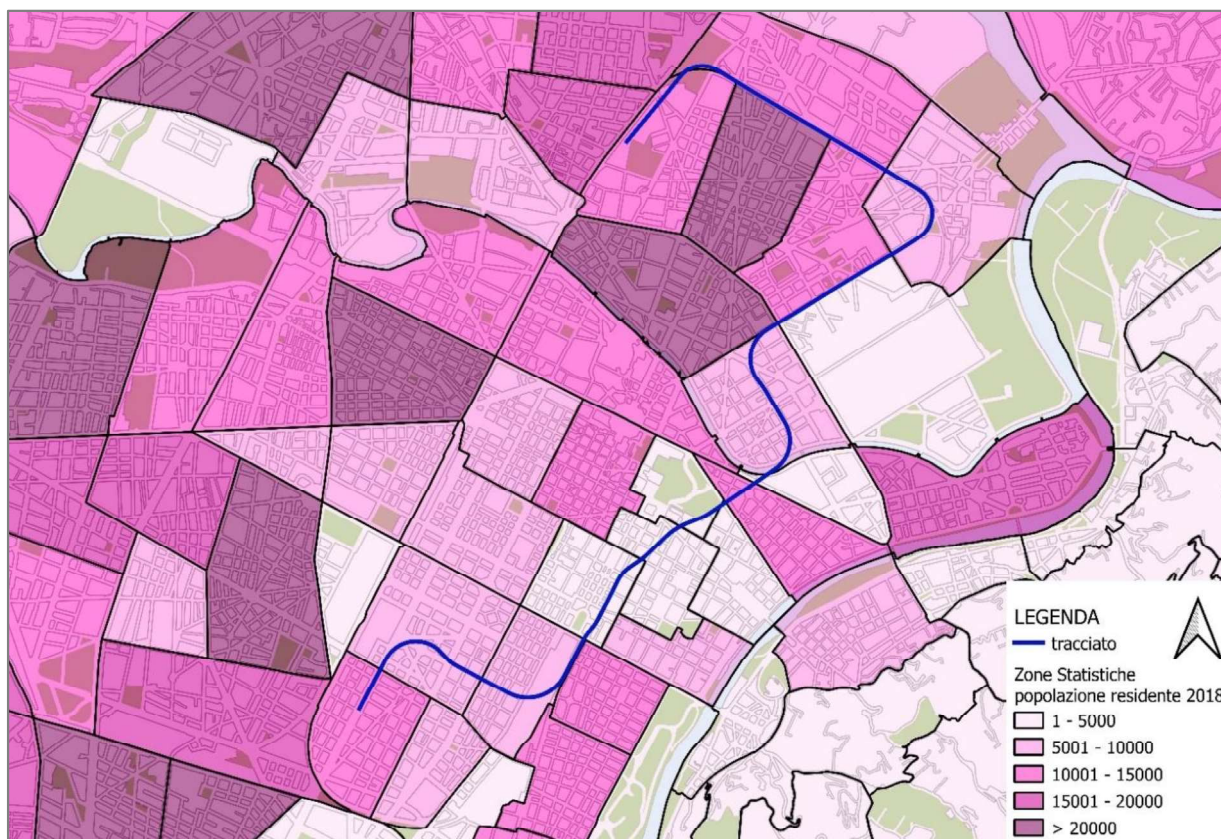 LEGENDA
tracciato
Zone Statistiche
popolazione residente 2018
1 - 5000
5001 - 10000
10001 - 15000
15001 - 20000
> 20000